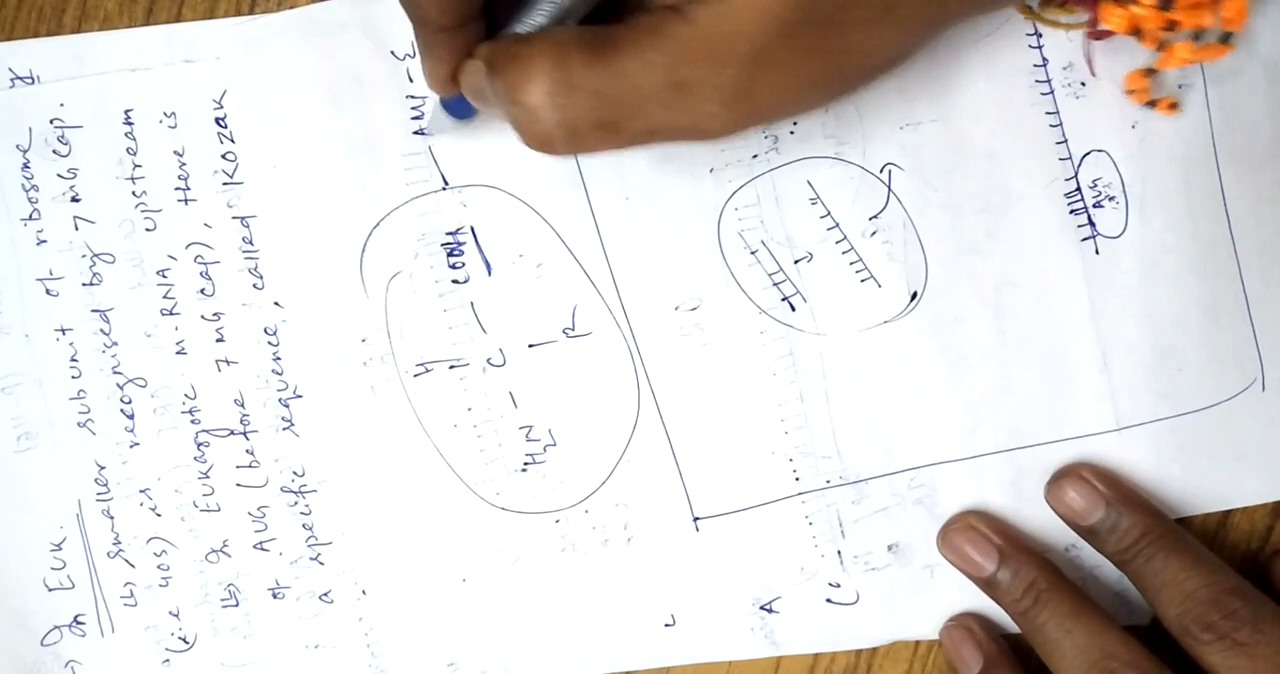 → In EUK.
↳ smaller subunit of ribosome
(i.e 40s) is recognised by 7 MG Cap.
↳ In Eukaryotic m-RNA, upstream
of AUG (before 7 MG Cap), there is
a specific sequence, called KOZAK
H
H2N - C - COOH
R
AMP - E
AUG
A